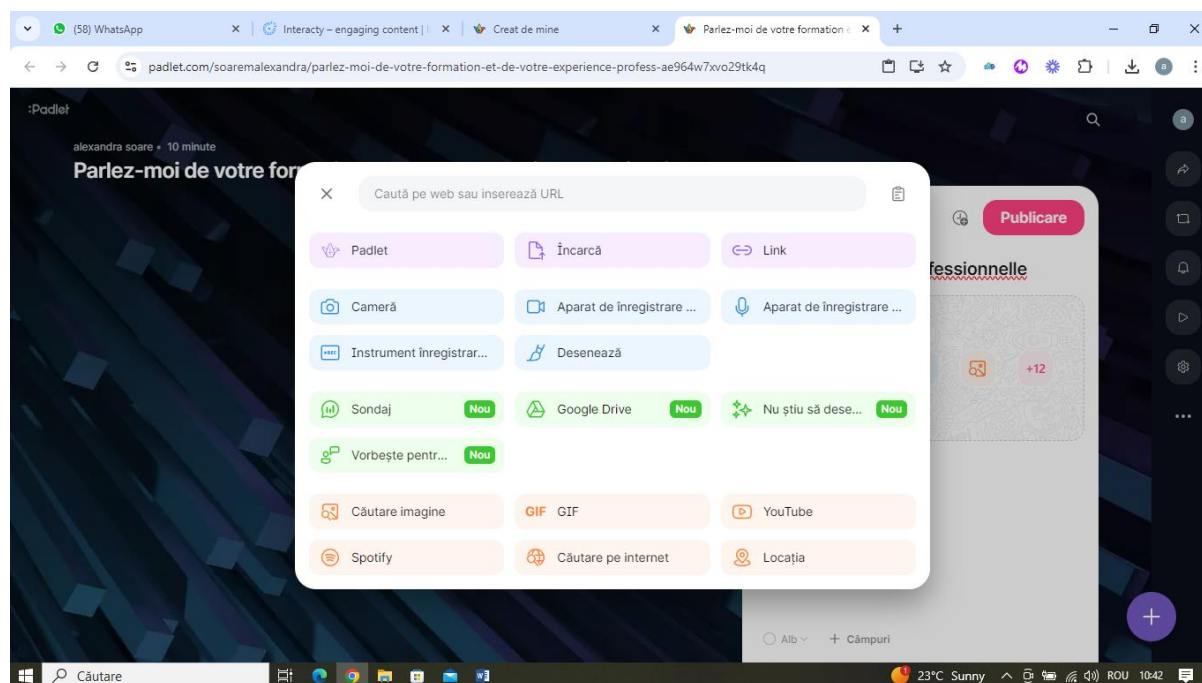 (58) WhatsApp
Interacty – engaging content |
Creat de mine
Parlez-moi de votre formation e
padlet.com/soaremalexandra/parlez-moi-de-votre-formation-et-de-votre-experience-profess-ae964w7xvo29tk4q
:Padlet
alexandra soare • 10 minute
Parlez-moi de votre for
Caută pe web sau inserează URL
Publicare
Padlet
Încarcă
Link
fessionnelle
Cameră
Aparat de înregistrare ...
Aparat de înregistrare ...
Instrument înregistrar...
Desenează
+12
Sondaj Nou
Google Drive Nou
Nu știu să dese... Nou
Vorbește pentr... Nou
Căutare imagine
GIF GIF
YouTube
Spotify
Căutare pe internet
Locația
Alb
+ Câmpuri
Căutare
23°C Sunny
ROU
10:42